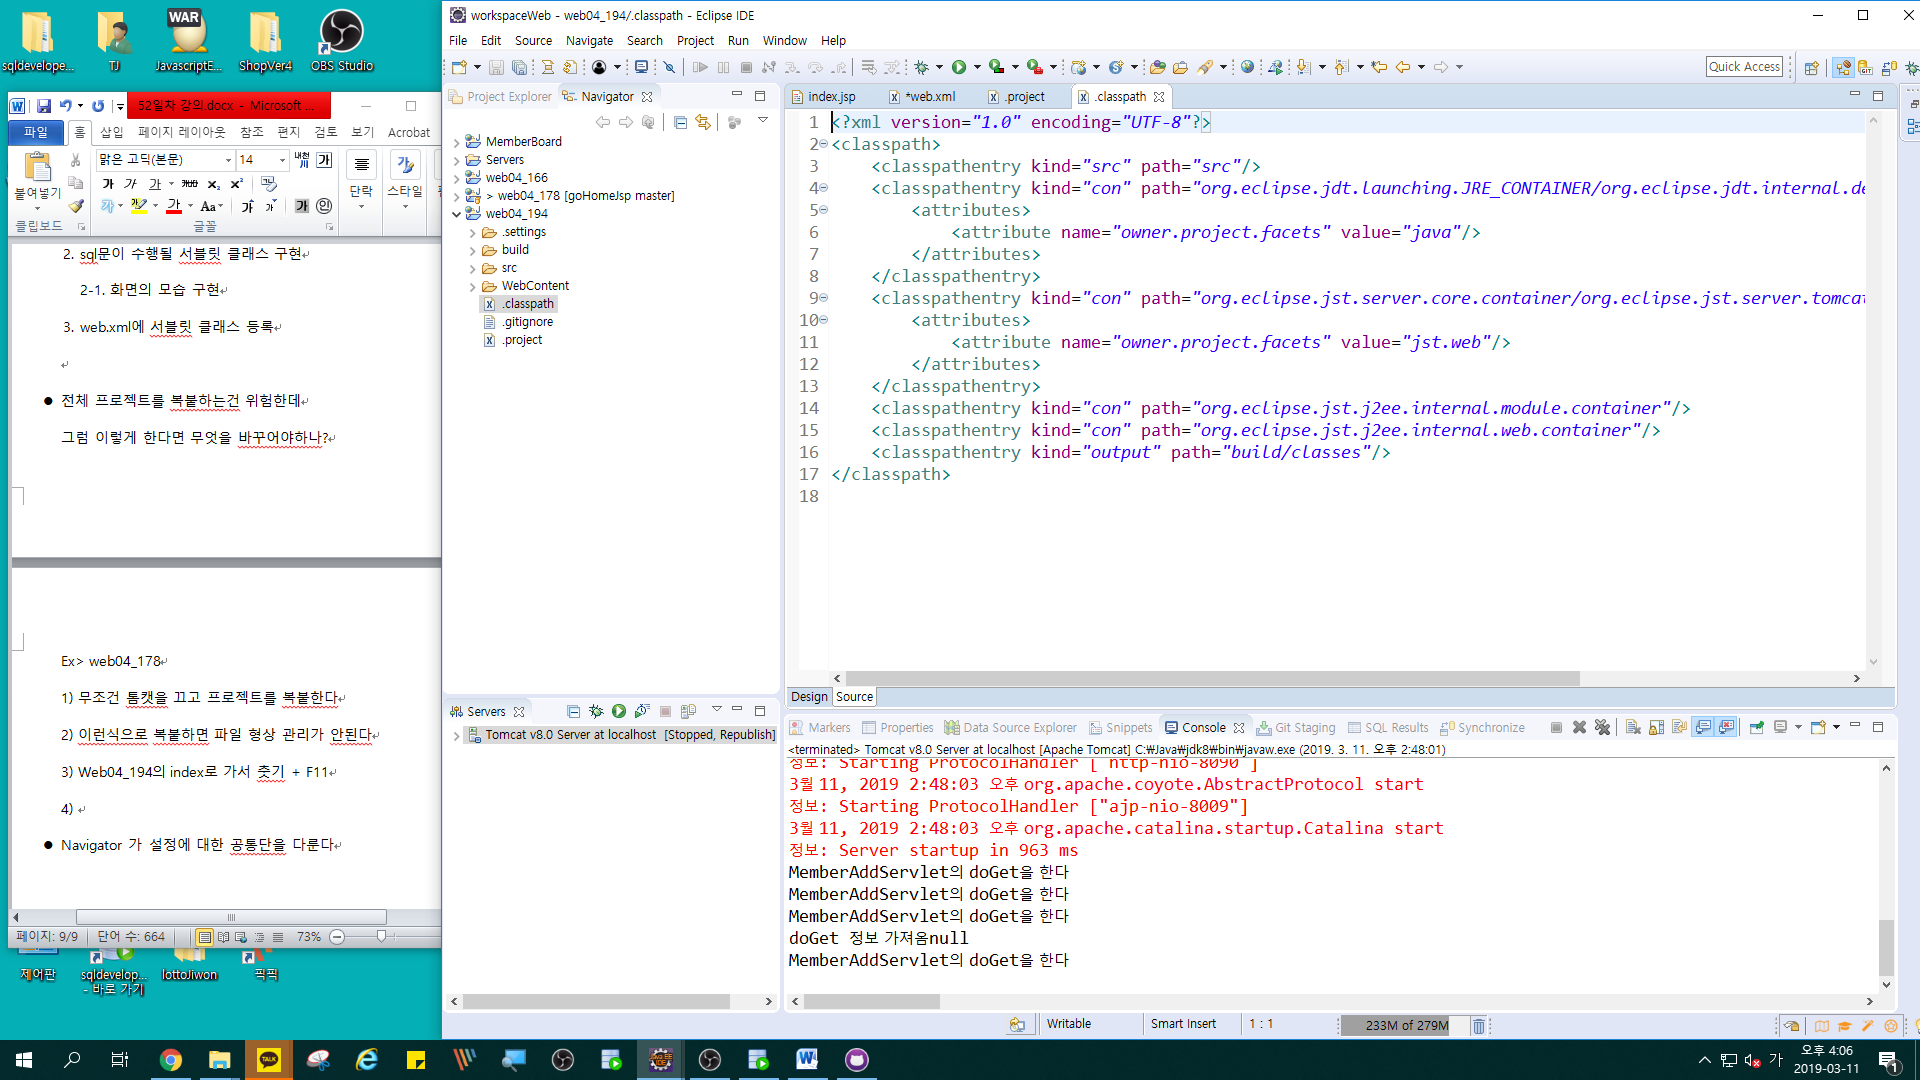 sqldevelope...
TJ
JavascriptE...
ShopVer4
OBS Studio
WAR
52일차 강의.docx - Microsoft ...
파일 홈 삽입 페이지 레이아웃 참조 편지 검토 보기 Acrobat
맑은 고딕(본문) 14
붙여넣기
단락
스타일
클립보드
글꼴
2. sql문이 수행될 서블릿 클래스 구현
2-1. 화면의 모습 구현
3. web.xml에 서블릿 클래스 등록
● 전체 프로젝트를 복붙하는건 위험한데
그럼 이렇게 한다면 무엇을 바꾸어야하나?
Ex> web04_178
1) 무조건 톰캣을 끄고 프로젝트를 복붙한다
2) 이런식으로 복붙하면 파일 형상 관리가 안된다
3) Web04_194의 index로 가서 춫기 + F11
4)
● Navigator 가 설정에 대한 공통단을 다룬다
페이지: 9/9 단어 수: 664 73%
제어판
sqldevelop... - 바로 가기
lottoJiwon
픽픽
workspaceWeb - web04_194/.classpath - Eclipse IDE
File Edit Source Navigate Search Project Run Window Help
Quick Access
Project Explorer Navigator
MemberBoard
Servers
web04_166
> web04_178 [goHomeJsp master]
web04_194
.settings
build
src
WebContent
.classpath
.gitignore
.project
Servers
Tomcat v8.0 Server at localhost [Stopped, Republish]
index.jsp *web.xml .project .classpath
1 <?xml version="1.0" encoding="UTF-8"?>
2 <classpath>
3 <classpathentry kind="src" path="src"/>
4 <classpathentry kind="con" path="org.eclipse.jdt.launching.JRE_CONTAINER/org.eclipse.jdt.internal.de
5 <attributes>
6 <attribute name="owner.project.facets" value="java"/>
7 </attributes>
8 </classpathentry>
9 <classpathentry kind="con" path="org.eclipse.jst.server.core.container/org.eclipse.jst.server.tomcat
10 <attributes>
11 <attribute name="owner.project.facets" value="jst.web"/>
12 </attributes>
13 </classpathentry>
14 <classpathentry kind="con" path="org.eclipse.jst.j2ee.internal.module.container"/>
15 <classpathentry kind="con" path="org.eclipse.jst.j2ee.internal.web.container"/>
16 <classpathentry kind="output" path="build/classes"/>
17 </classpath>
18
Design Source
Markers Properties Data Source Explorer Snippets Console Git Staging SQL Results Synchronize
<terminated> Tomcat v8.0 Server at localhost [Apache Tomcat] C:₩Java₩jdk8₩bin₩javaw.exe (2019. 3. 11. 오후 2:48:01)
정보: Starting ProtocolHandler ["http-nio-8090"]
3월 11, 2019 2:48:03 오후 org.apache.coyote.AbstractProtocol start
정보: Starting ProtocolHandler ["ajp-nio-8009"]
3월 11, 2019 2:48:03 오후 org.apache.catalina.startup.Catalina start
정보: Server startup in 963 ms
MemberAddServlet의 doGet을 한다
MemberAddServlet의 doGet을 한다
MemberAddServlet의 doGet을 한다
doGet 정보 가져옴null
MemberAddServlet의 doGet을 한다
Writable Smart Insert 1 : 1 233M of 279M
TALK
가
오후 4:06
2019-03-11
1